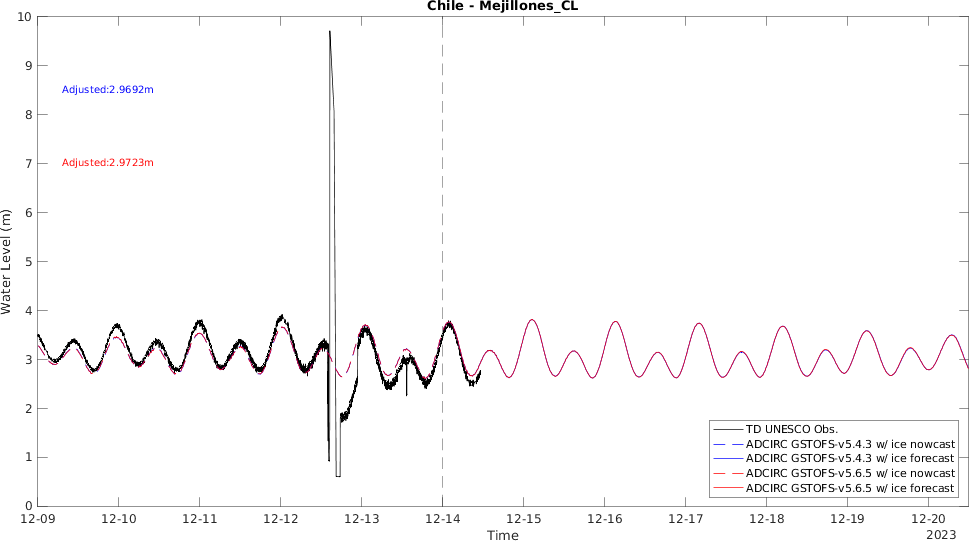 Chile - Mejillones_CL
10
9
8
7
6
5
4
3
2
1
0
Water Level (m)
Adjusted:2.9692m
Adjusted:2.9723m
TD UNESCO Obs.
ADCIRC GSTOFS-v5.4.3 w/ ice nowcast
ADCIRC GSTOFS-v5.4.3 w/ ice forecast
ADCIRC GSTOFS-v5.6.5 w/ ice nowcast
ADCIRC GSTOFS-v5.6.5 w/ ice forecast
12-09 12-10 12-11 12-12 12-13 12-14 12-15 12-16 12-17 12-18 12-19 12-20
2023
Time